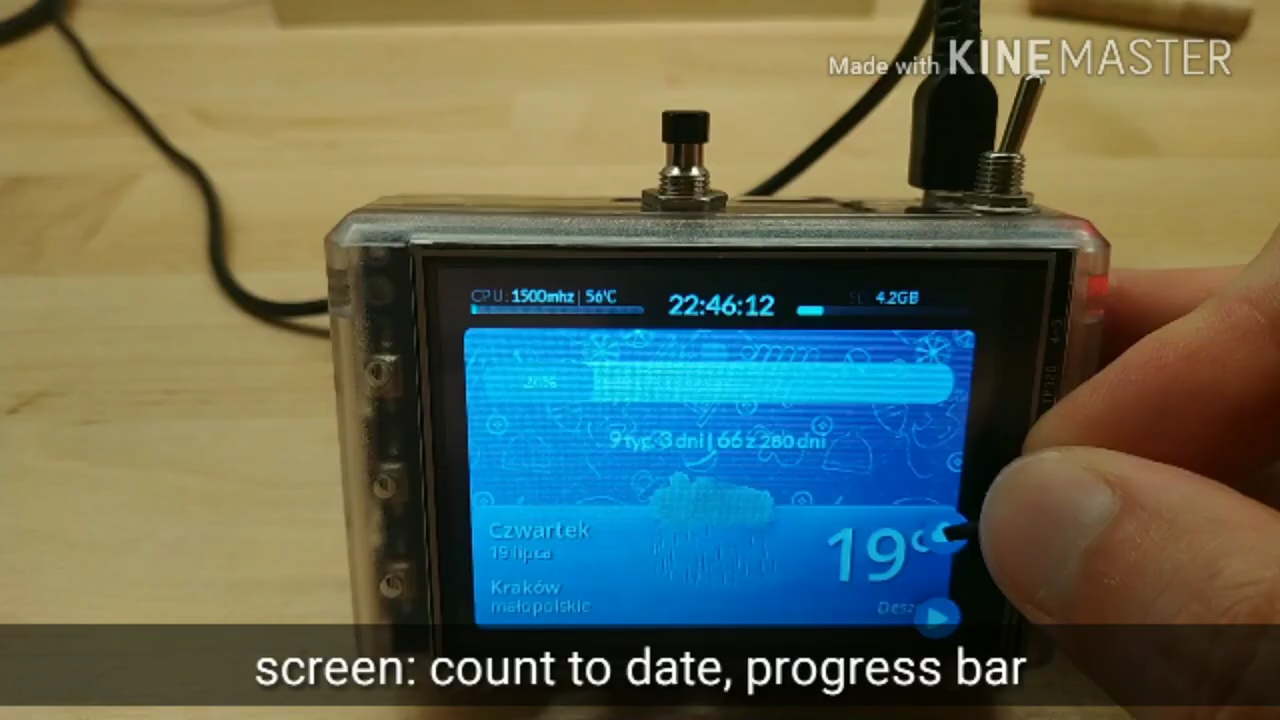 Made with KINEMASTER
CPU: 1500mhz | 56°C
22:46:12
4.2GB
9 tyg. 3 dni | 66 z 280 dni
Czwartek
19 lipca
19°
Kraków
małopolskie
screen: count to date, progress bar